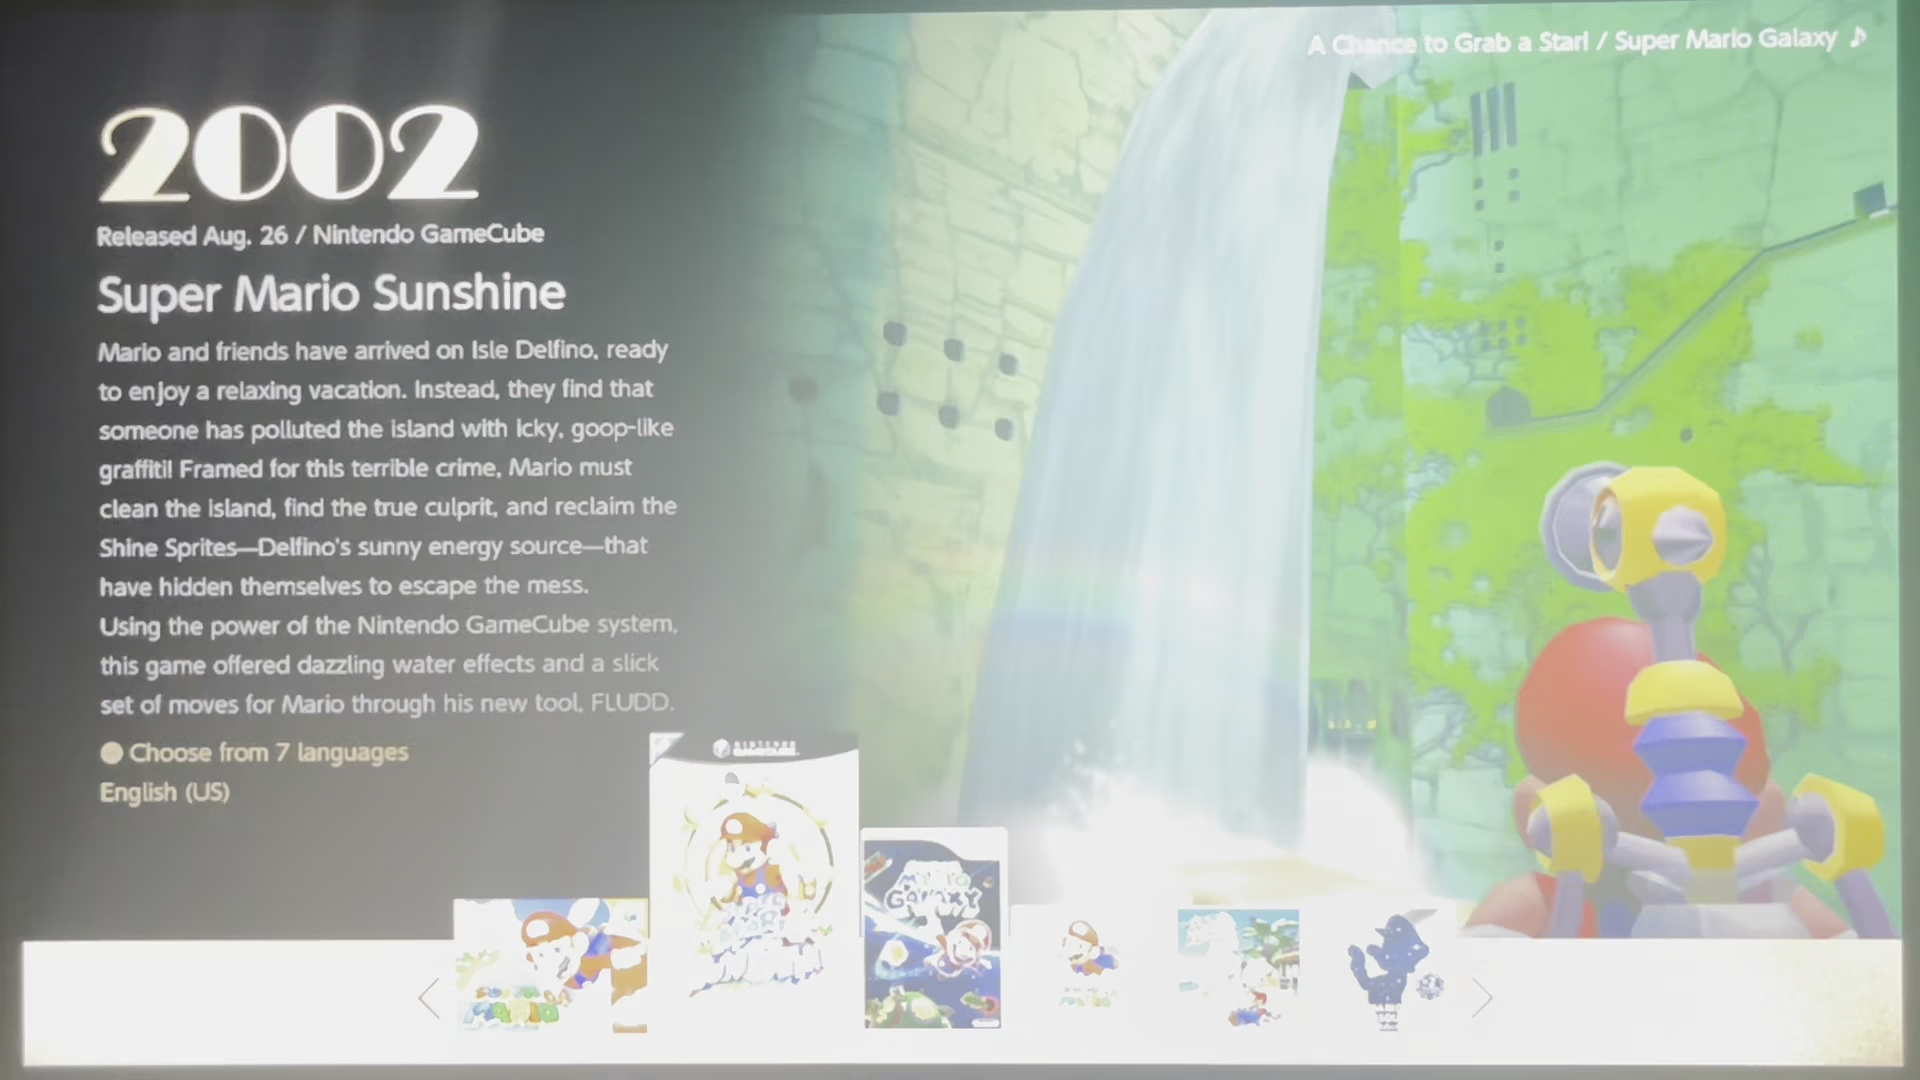 A Chance to Grab a Star! / Super Mario Galaxy ♪
2002
Released Aug. 26 / Nintendo GameCube
Super Mario Sunshine
Mario and friends have arrived on Isle Delfino, ready
to enjoy a relaxing vacation. Instead, they find that
someone has polluted the island with icky, goop-like
graffiti! Framed for this terrible crime, Mario must
clean the island, find the true culprit, and reclaim the
Shine Sprites—Delfino's sunny energy source—that
have hidden themselves to escape the mess.
Using the power of the Nintendo GameCube system,
this game offered dazzling water effects and a slick
set of moves for Mario through his new tool, FLUDD.
Choose from 7 languages
English (US)
NINTENDO
GAMECUBE
MARIO
GALAXY